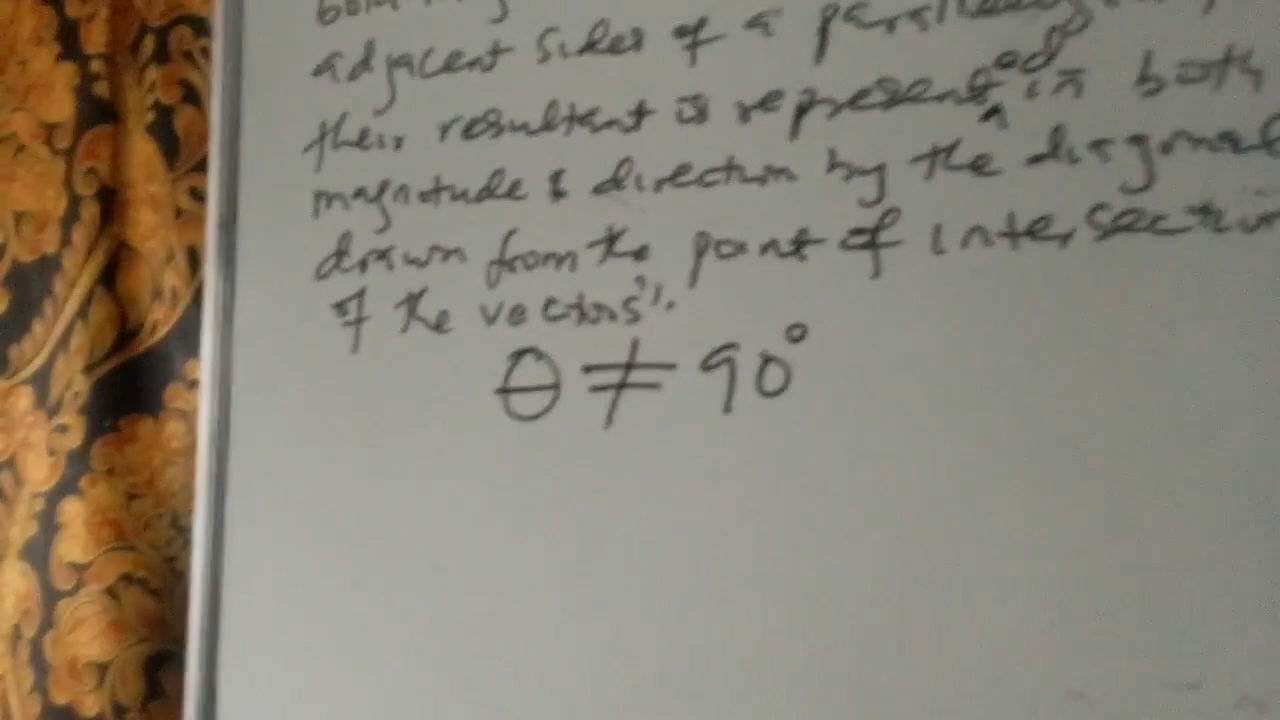 adjacent sides of a
their resultant is represented in both
magnitude & direction by the diagonal
drawn from the point of intersection
of the vectors".
θ ≠ 90°